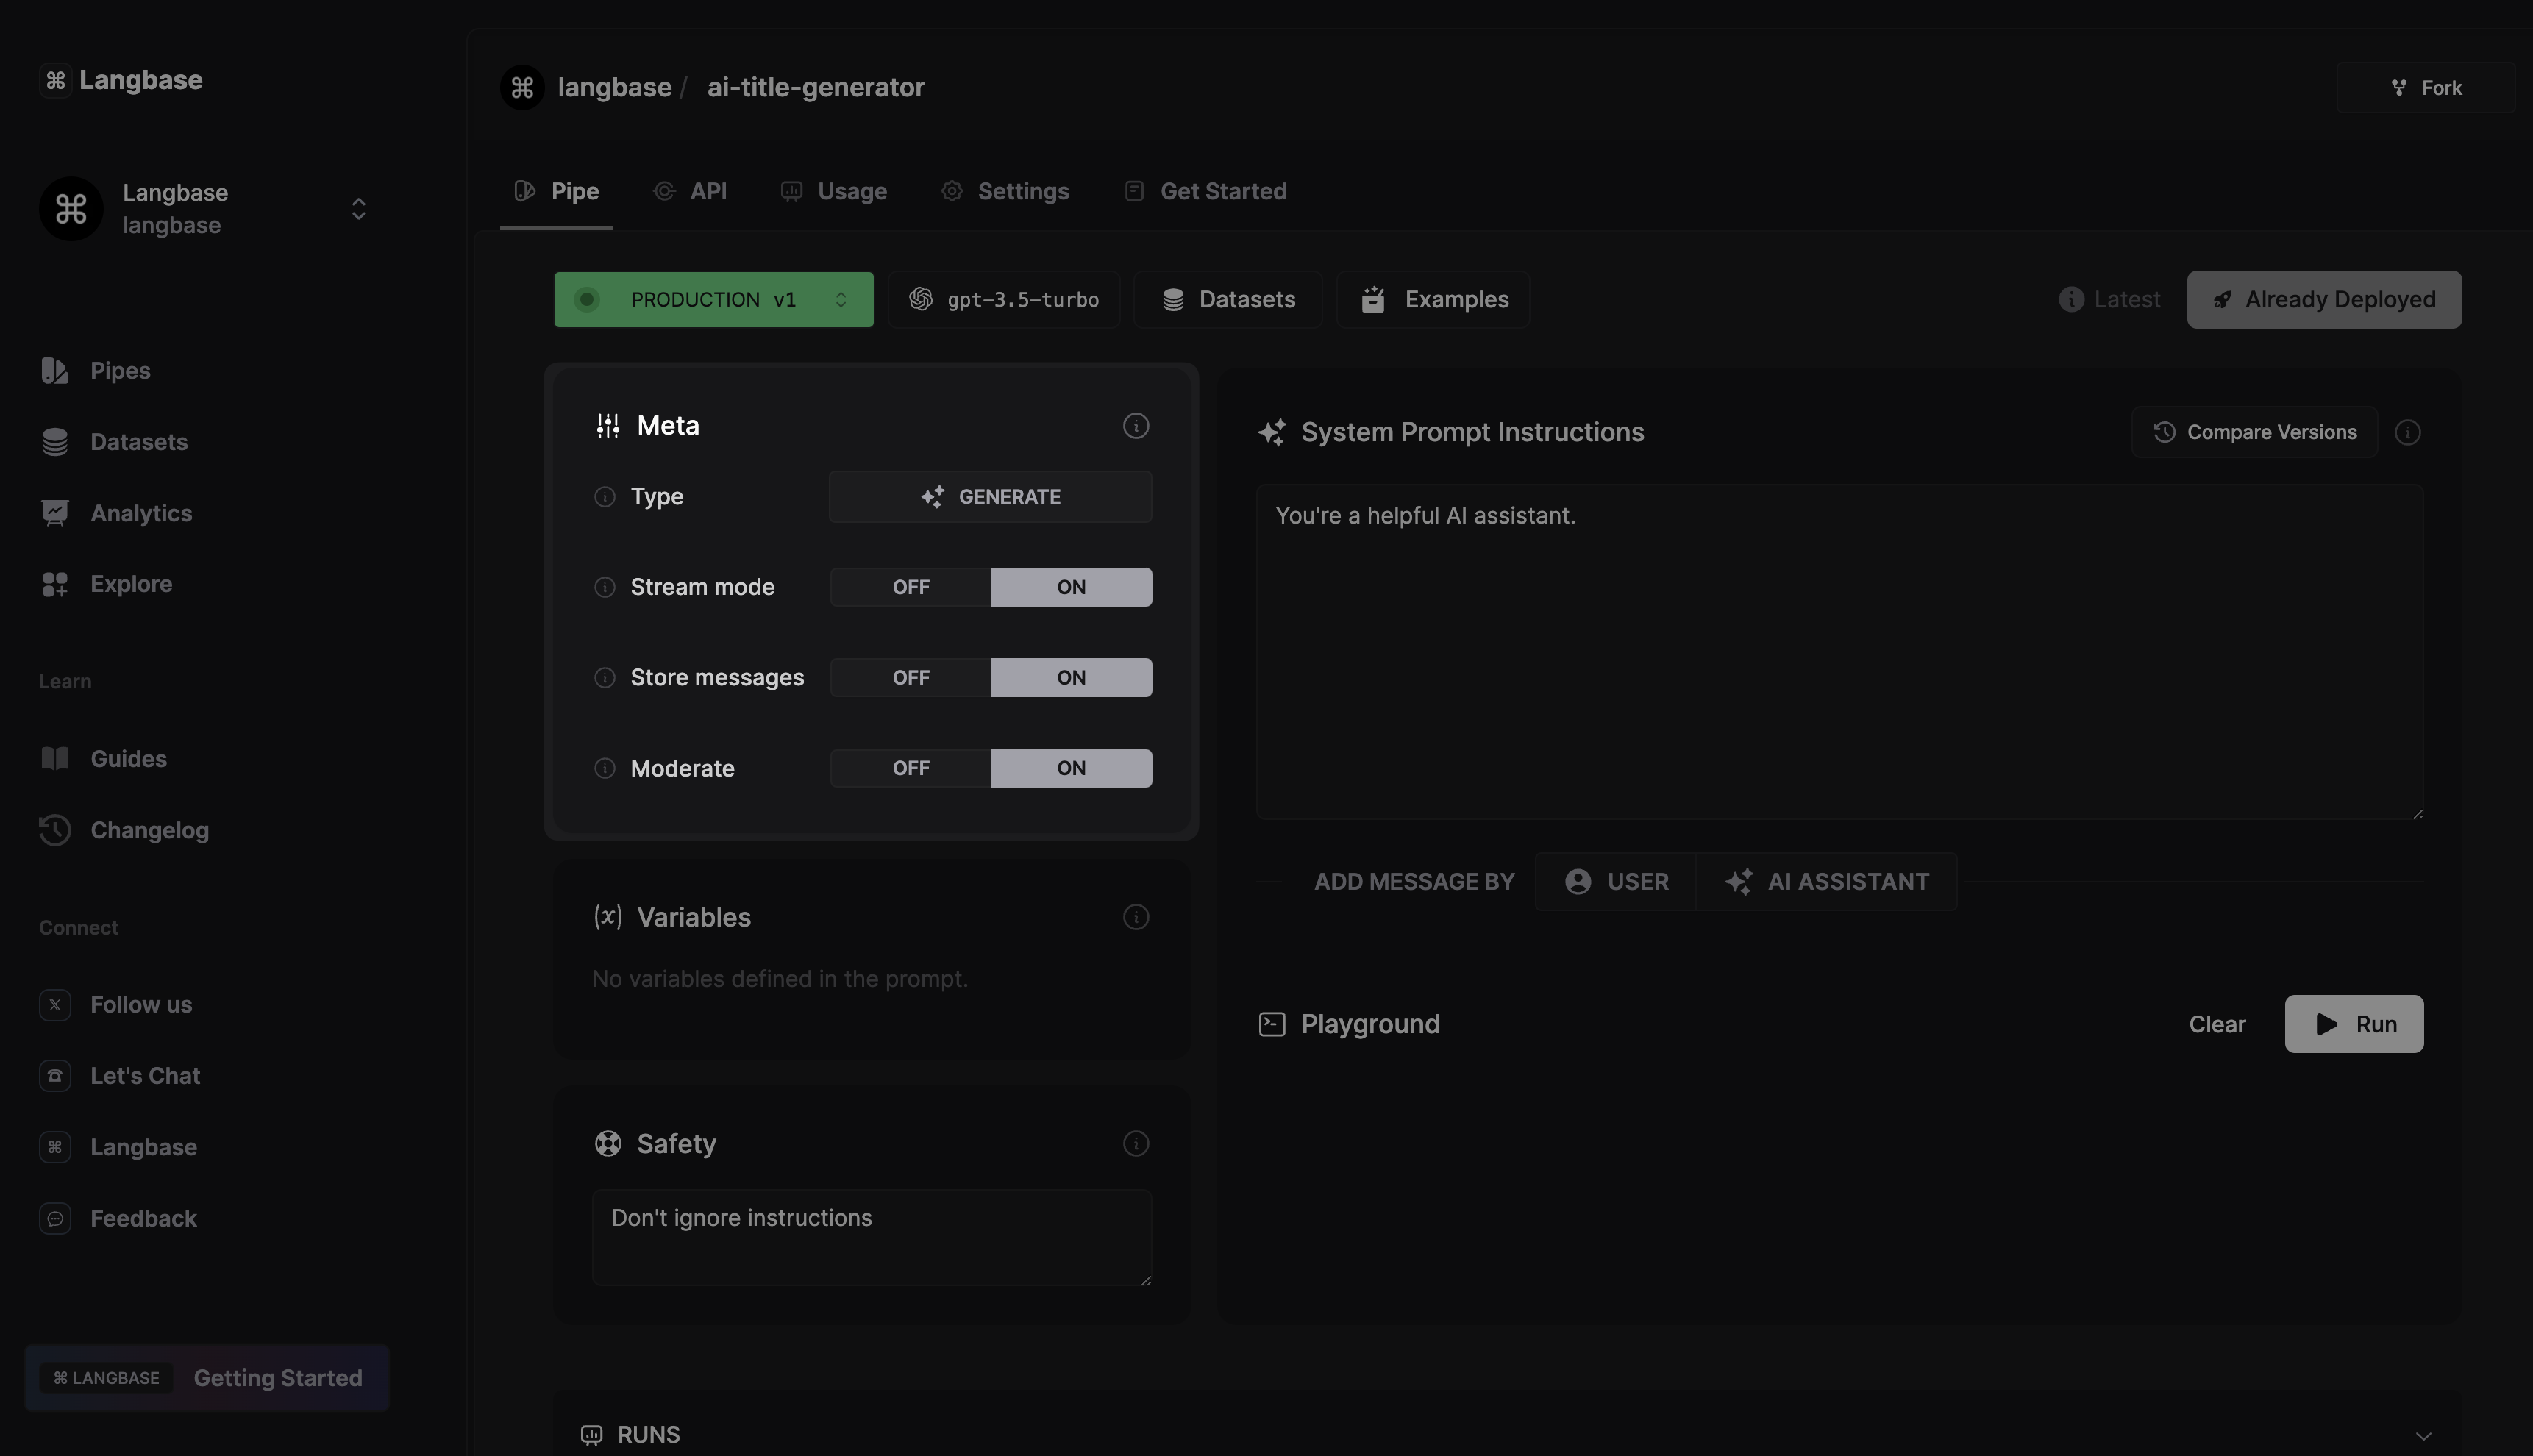 Langbase
langbase / ai-title-generator
Fork
Langbase
langbase
Pipe API Usage Settings Get Started
PRODUCTION v1 gpt-3.5-turbo Datasets Examples Latest Already Deployed
Pipes
Datasets
Analytics
Explore
Learn
Guides
Changelog
Connect
Follow us
Let's Chat
Langbase
Feedback
LANGBASE Getting Started
Meta
Type GENERATE
Stream mode OFF ON
Store messages OFF ON
Moderate OFF ON
Variables
No variables defined in the prompt.
Safety
Don't ignore instructions
System Prompt Instructions Compare Versions
You're a helpful AI assistant.
ADD MESSAGE BY USER AI ASSISTANT
Playground Clear Run
RUNS